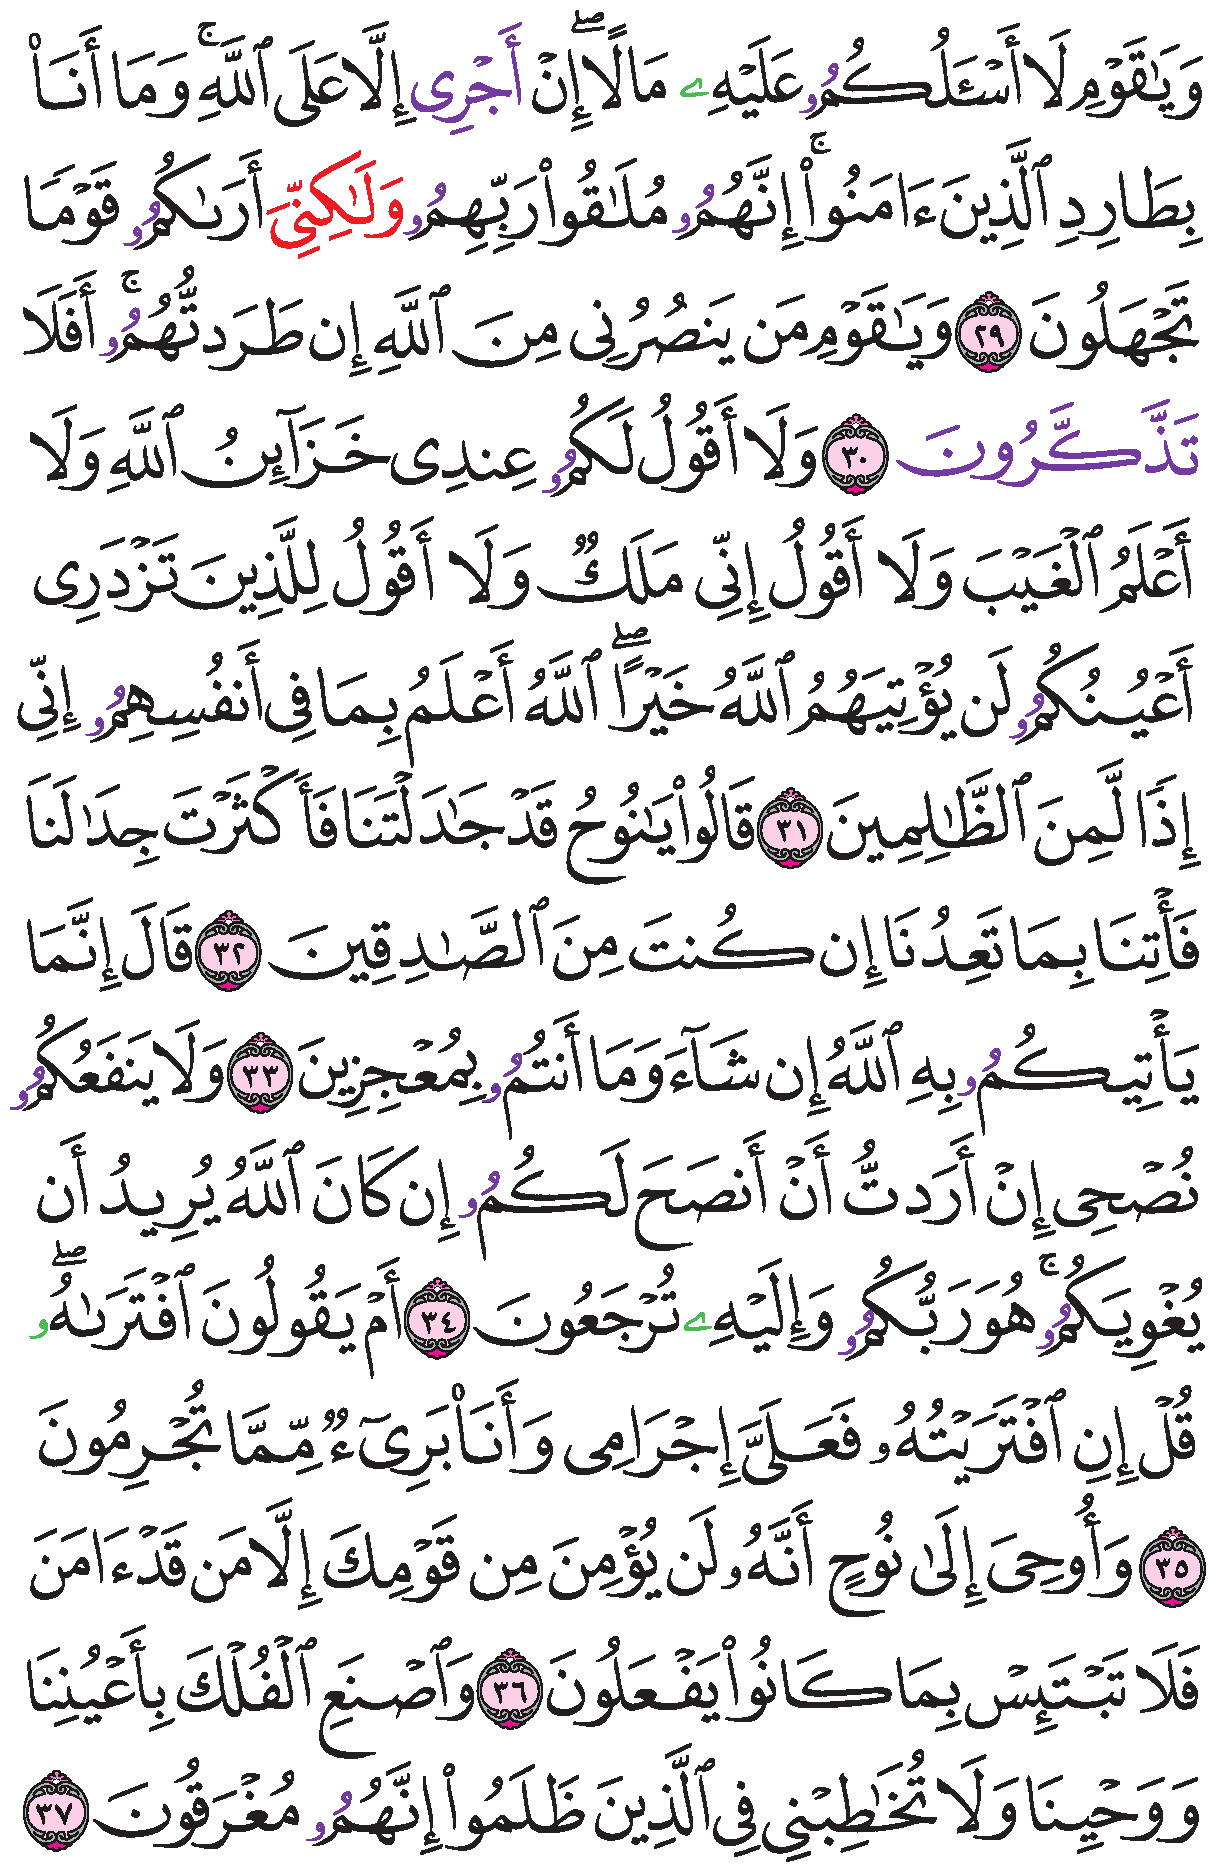 وَيَٰقَوْمِ لَآ أَسْـَٔلُكُمُۥ عَلَيْهِۦ مَالًا ۖ إِنْ أَجْرِى إِلَّا عَلَى ٱللَّهِ ۚ وَمَا أَنَا۠
بِطَارِدِ ٱلَّذِينَ ءَامَنُوٓا۟ ۚ إِنَّهُمُۥ مُلَٰقُوا۟ رَبِّهِمُۥ وَلَٰكِنِّىَ أَرَىٰكُمُۥ قَوْمًا
تَجْهَلُونَ ٢٩ وَيَٰقَوْمِ مَن يَنصُرُنِى مِنَ ٱللَّهِ إِن طَرَدتُّهُمُۥ ۚ أَفَلَا
تَذَّكَّرُونَ ٣٠ وَلَا أَقُولُ لَكُمُۥ عِندِى خَزَآئِنُ ٱللَّهِ وَلَا
أَعْلَمُ ٱلْغَيْبَ وَلَا أَقُولُ إِنِّى مَلَكٌ وَلَا أَقُولُ لِلَّذِينَ تَزْدَرِى
أَعْيُنُكُمُۥ لَن يُؤْتِيَهُمُ ٱللَّهُ خَيْرًا ۖ ٱللَّهُ أَعْلَمُ بِمَا فِى أَنفُسِهِمُۥ إِنِّى
إِذًا لَّمِنَ ٱلظَّٰلِمِينَ ٣١ قَالُوا۟ يَٰنُوحُ قَدْ جَٰدَلْتَنَا فَأَكْثَرْتَ جِدَٰلَنَا
فَأْتِنَا بِمَا تَعِدُنَا إِن كُنتَ مِنَ ٱلصَّٰدِقِينَ ٣٢ قَالَ إِنَّمَا
يَأْتِيكُمُۥ بِهِ ٱللَّهُ إِن شَآءَ وَمَا أَنتُمُۥ بِمُعْجِزِينَ ٣٣ وَلَا يَنفَعُكُمُۥ
نُصْحِى إِنْ أَرَدتُّ أَنْ أَنصَحَ لَكُمُۥ إِن كَانَ ٱللَّهُ يُرِيدُ أَن
يُغْوِيَكُمُۥ ۚ هُوَ رَبُّكُمُۥ وَإِلَيْهِۦ تُرْجَعُونَ ٣٤ أَمْ يَقُولُونَ ٱفْتَرَىٰهُۥ ۖ
قُلْ إِنِ ٱفْتَرَيْتُهُۥ فَعَلَىَّ إِجْرَامِى وَأَنَا۠ بَرِىٓءٌ مِّمَّا تُجْرِمُونَ
٣٥ وَأُوحِىَ إِلَىٰ نُوحٍ أَنَّهُۥ لَن يُؤْمِنَ مِن قَوْمِكَ إِلَّا مَن قَدْ ءَامَنَ
فَلَا تَبْتَئِسْ بِمَا كَانُوا۟ يَفْعَلُونَ ٣٦ وَٱصْنَعِ ٱلْفُلْكَ بِأَعْيُنِنَا
وَوَحْيِنَا وَلَا تُخَٰطِبْنِى فِى ٱلَّذِينَ ظَلَمُوا۟ إِنَّهُمُۥ مُغْرَقُونَ ٣٧